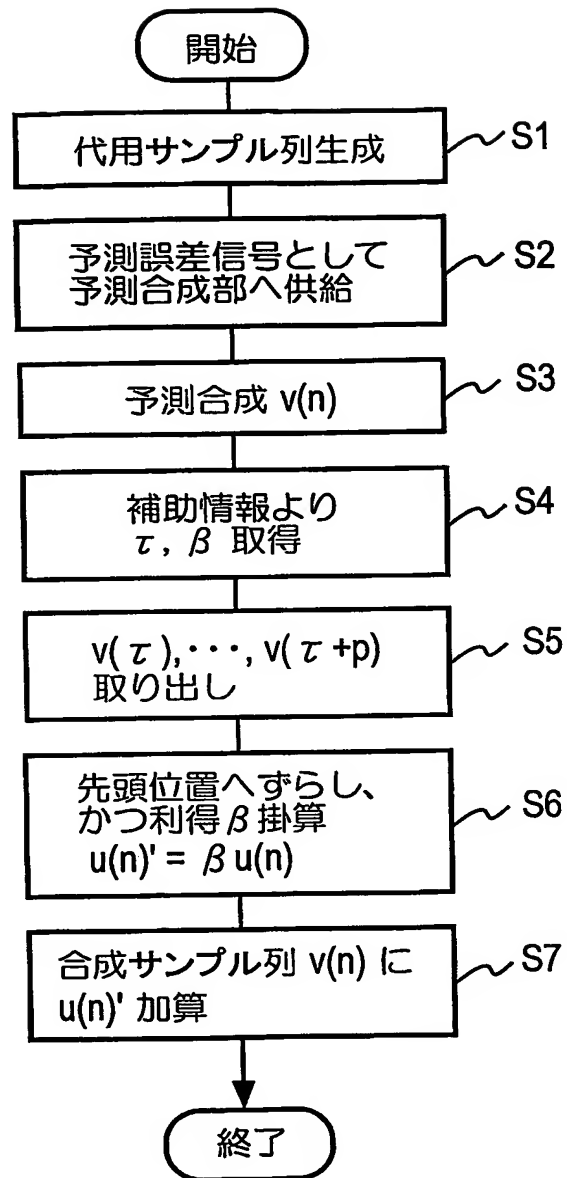 開始
代用サンプル列生成
S1
予測誤差信号として
予測合成部へ供給
S2
予測合成 v(n)
S3
補助情報より
τ, β 取得
S4
v(τ),･･･, v(τ+p)
取り出し
S5
先頭位置へずらし、
かつ利得β掛算
u(n)' = βu(n)
S6
合成サンプル列 v(n) に
u(n)' 加算
S7
終了